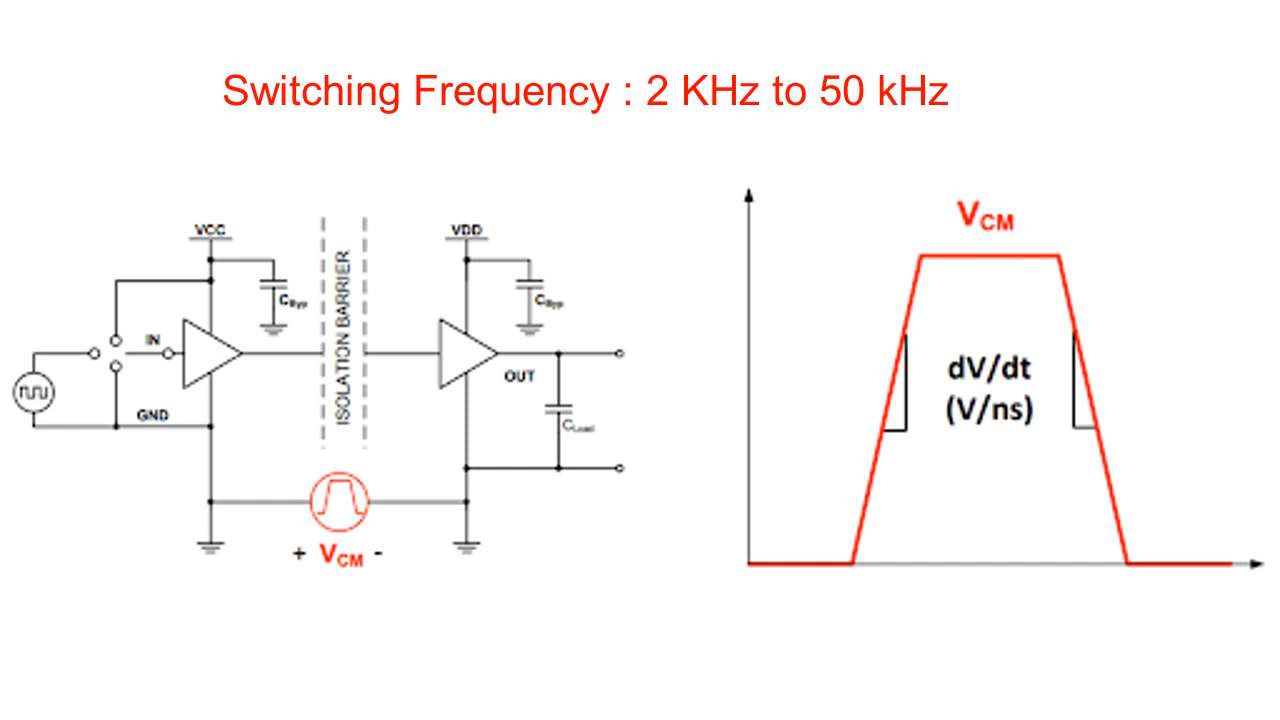 Switching Frequency : 2 KHz to 50 kHz
VCC
VDD
CByp
CByp
ISOLATION BARRIER
IN
OUT
GND
CLoad
+ VCM -
VCM
dV/dt
(V/ns)